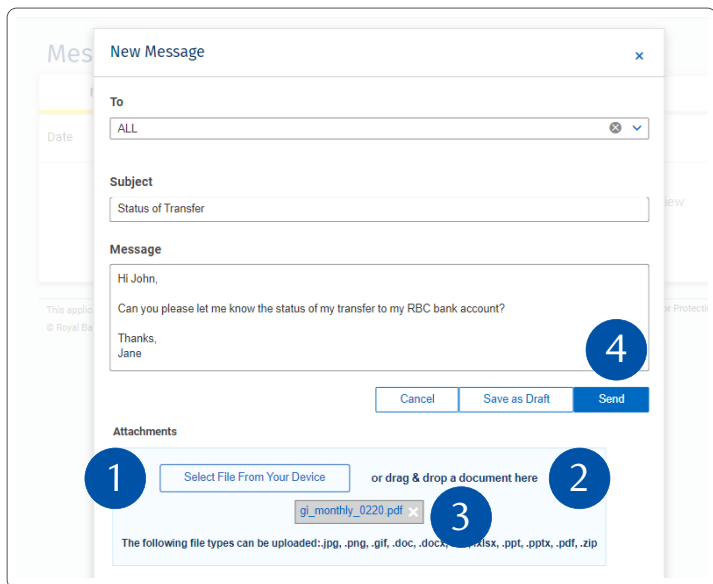 Mes
New Message
×
Date
To
ALL
Subject
Status of Transfer
Message
Hi John,
Can you please let me know the status of my transfer to my RBC bank account?
Thanks,
Jane
This applic
© Royal Ba
4
Cancel
Save as Draft
Send
Attachments
1
Select File From Your Device
or drag & drop a document here
2
gi_monthly_0220.pdf
3
The following file types can be uploaded:.jpg, .png, .gif, .doc, .docx, .xlsx, .ppt, .pptx, .pdf, .zip